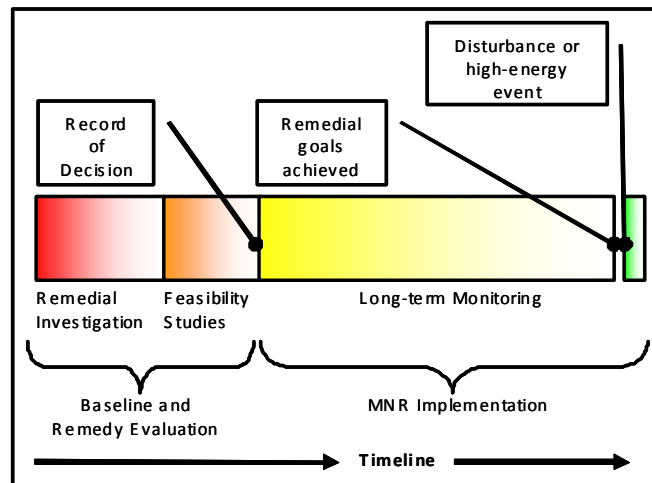 Disturbance or
high-energy
event
Record
of
Decision
Remedial
goals
achieved
Remedial
Investigation
Feasibility
Studies
Long-term Monitoring
Baseline and
Remedy Evaluation
MNR Implementation
Timeline